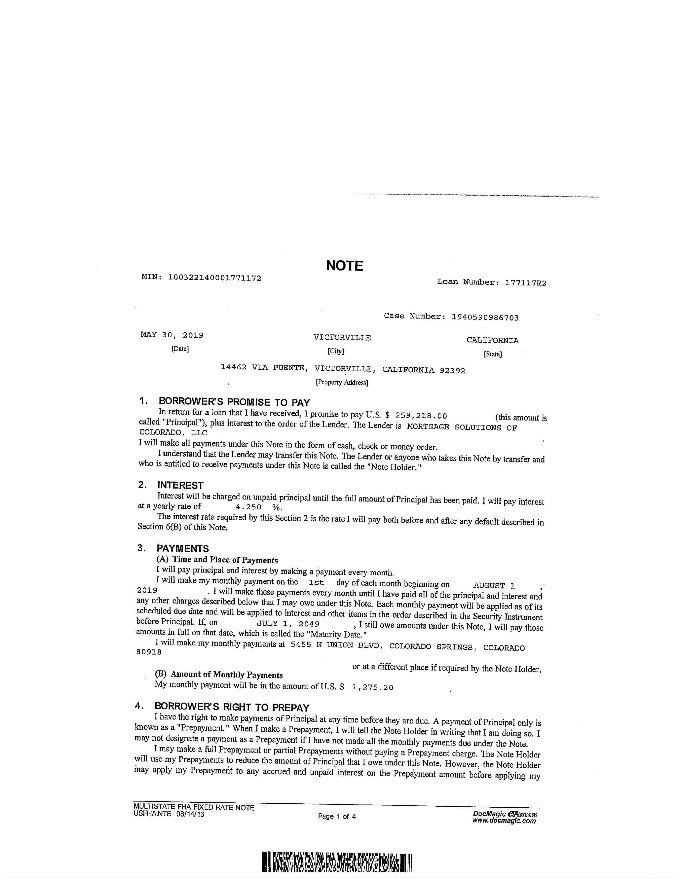 NOTE
MIN: 100322140001771172
Loan Number: 177117R2
Case Number: 1940590986703
MAY 30, 2019 VICTORVILLE CALIFORNIA
[Date] [City] [State]
14462 VIA PUENTR, VICTORVILLE, CALIFORNIA 92392
[Property Address]
1. BORROWER'S PROMISE TO PAY
In return for a loan that I have received, I promise to pay U.S. $ 259,218.00 (this amount is
called "Principal"), plus interest to the order of the Lender. The Lender is MORTGAGE SOLUTIONS OF
COLORADO, LLC
I will make all payments under this Note in the form of cash, check or money order.
I understand that the Lender may transfer this Note. The Lender or anyone who takes this Note by transfer and
who is entitled to receive payments under this Note is called the "Note Holder."
2. INTEREST
Interest will be charged on unpaid principal until the full amount of Principal has been paid. I will pay interest
at a yearly rate of 4.250 %.
The interest rate required by this Section 2 is the rate I will pay both before and after any default described in
Section 6(B) of this Note.
3. PAYMENTS
(A) Time and Place of Payments
I will pay principal and interest by making a payment every month.
I will make my monthly payment on the 1st day of each month beginning on AUGUST 1 ,
2019 . I will make these payments every month until I have paid all of the principal and interest and
any other charges described below that I may owe under this Note. Each monthly payment will be applied as of its
scheduled due date and will be applied to interest and other items in the order described in the Security Instrument
before Principal. If, on JULY 1, 2049 , I still owe amounts under this Note, I will pay those
amounts in full on that date, which is called the "Maturity Date."
I will make my monthly payments at 5455 N UNION BLVD, COLORADO SPRINGS, COLORADO
80918
or at a different place if required by the Note Holder.
(B) Amount of Monthly Payments
My monthly payment will be in the amount of U.S. $ 1,275.20
4. BORROWER'S RIGHT TO PREPAY
I have the right to make payments of Principal at any time before they are due. A payment of Principal only is
known as a "Prepayment." When I make a Prepayment, I will tell the Note Holder in writing that I am doing so. I
may not designate a payment as a Prepayment if I have not made all the monthly payments due under the Note.
I may make a full Prepayment or partial Prepayments without paying a Prepayment charge. The Note Holder
will use my Prepayments to reduce the amount of Principal that I owe under this Note. However, the Note Holder
may apply my Prepayment to any accrued and unpaid interest on the Prepayment amount before applying my
MULTISTATE FHA FIXED RATE NOTE
USFHA.NTE 08/14/15
Page 1 of 4
DocMagic
www.docmagic.com